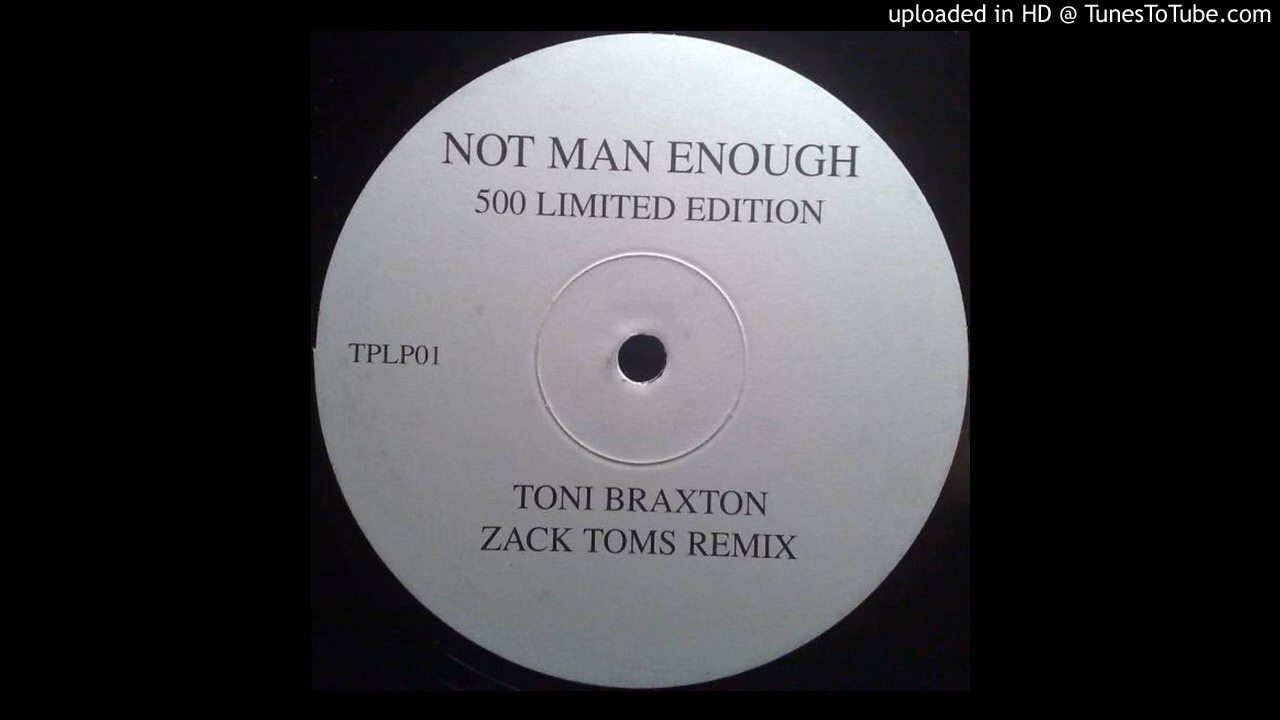 uploaded in HD @ TunesToTube.com
NOT MAN ENOUGH
500 LIMITED EDITION
TPLP01
TONI BRAXTON
ZACK TOMS REMIX